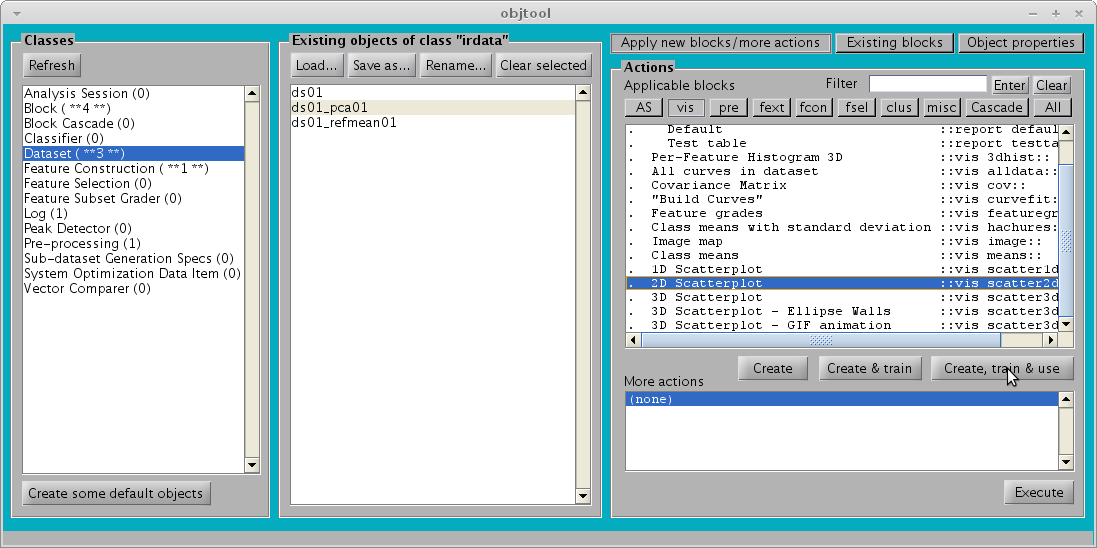 objtool
Classes
Refresh
Analysis Session (0)
Block ( **4 **)
Block Cascade (0)
Classifier (0)
Dataset ( **3 **)
Feature Construction ( **1 **)
Feature Selection (0)
Feature Subset Grader (0)
Log (1)
Peak Detector (0)
Pre-processing (1)
Sub-dataset Generation Specs (0)
System Optimization Data Item (0)
Vector Comparer (0)
Create some default objects
Existing objects of class "irdata"
Load... Save as... Rename... Clear selected
ds01
ds01_pca01
ds01_refmean01
Apply new blocks/more actions Existing blocks Object properties
Actions
Applicable blocks Filter Enter Clear
AS vis pre fext fcon fsel clus misc Cascade All
. Default ::report defaul
. Test table ::report testta
. Per-Feature Histogram 3D ::vis 3dhist::
. All curves in dataset ::vis alldata::
. Covariance Matrix ::vis cov::
. "Build Curves" ::vis curvefit:
. Feature grades ::vis featuregr
. Class means with standard deviation ::vis hachures:
. Image map ::vis image::
. Class means ::vis means::
. 1D Scatterplot ::vis scatter1d
. 2D Scatterplot ::vis scatter2d
. 3D Scatterplot ::vis scatter3d
. 3D Scatterplot - Ellipse Walls ::vis scatter3d
. 3D Scatterplot - GIF animation ::vis scatter3d
Create Create & train Create, train & use
More actions
(none)
Execute